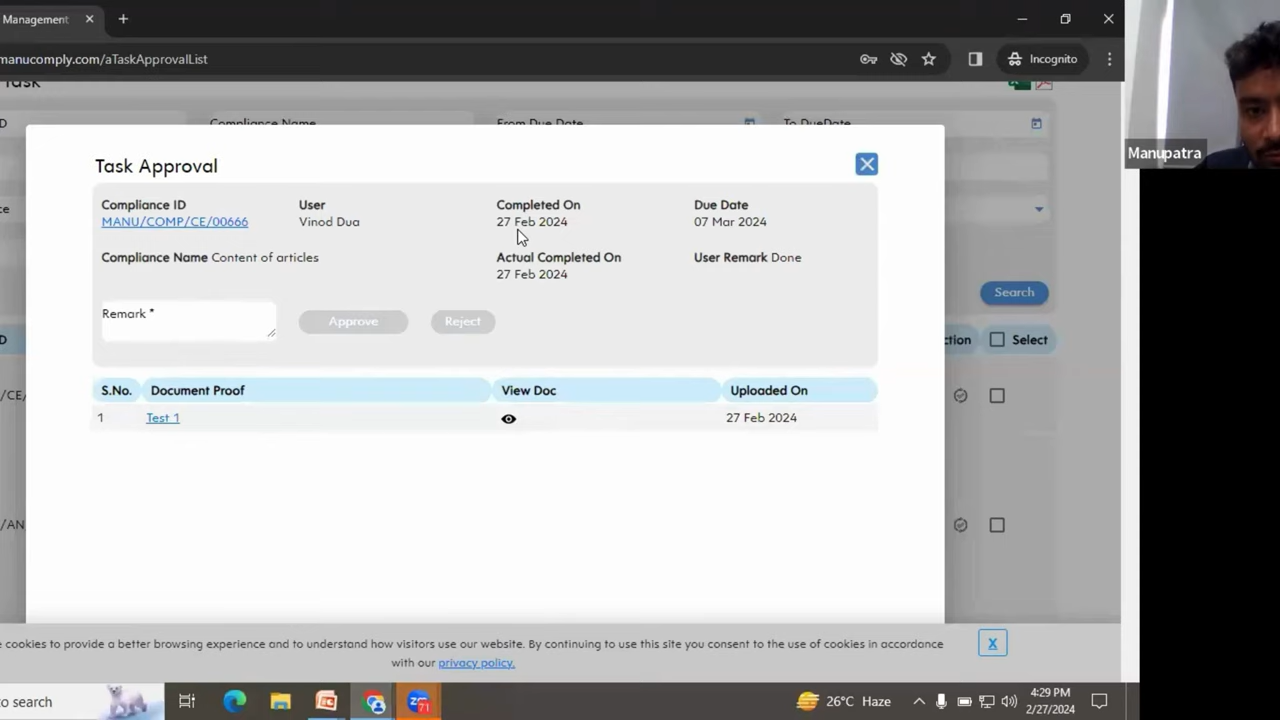 Management
manucomply.com/aTaskApprovalList
Incognito
Task
D Compliance Name From Due Date To DueDate
Manupatra
Task Approval
Compliance ID User Completed On Due Date
MANU/COMP/CE/00666 Vinod Dua 27 Feb 2024 07 Mar 2024
Compliance Name Content of articles Actual Completed On User Remark Done
27 Feb 2024
Search
Remark * Approve Reject
D ction Select
S.No. Document Proof View Doc Uploaded On
/CE/
1 Test 1 27 Feb 2024
/AN
e cookies to provide a better browsing experience and to understand how visitors use our website. By continuing to use this site you consent to the use of cookies in accordance X
with our privacy policy.
to search 71 26°C Haze 4:29 PM
2/27/2024